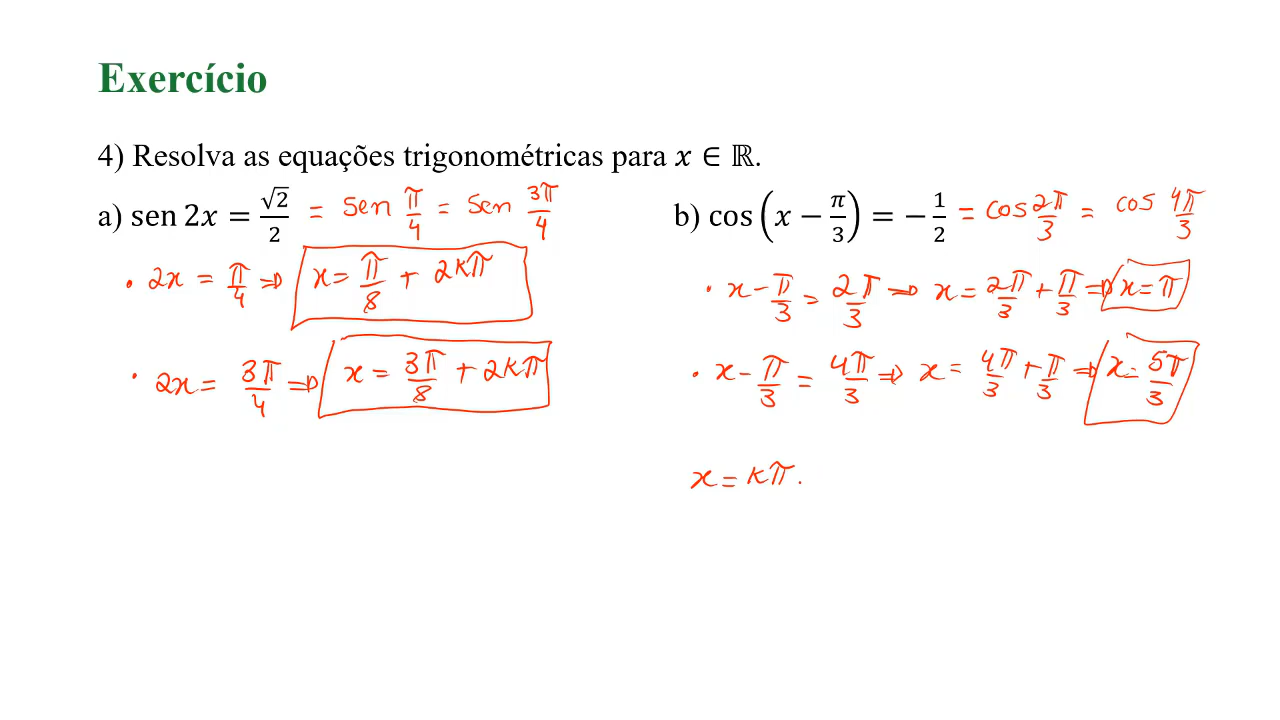 Exercício
4) Resolva as equações trigonométricas para 𝑥 ∈ ℝ.
a) sen 2𝑥 = √2/2 = sen π/4 = sen 3π/4
• 2x = π/4 ⇒ x = π/8 + 2kπ
• 2x = 3π/4 ⇒ x = 3π/8 + 2kπ
b) cos (𝑥 − 𝜋/3) = − 1/2 = cos 2π/3 = cos 4π/3
• x − π/3 = 2π/3 ⇒ x = 2π/3 + π/3 ⇒ x = π
• x − π/3 = 4π/3 ⇒ x = 4π/3 + π/3 ⇒ x = 5π/3
x = kπ.